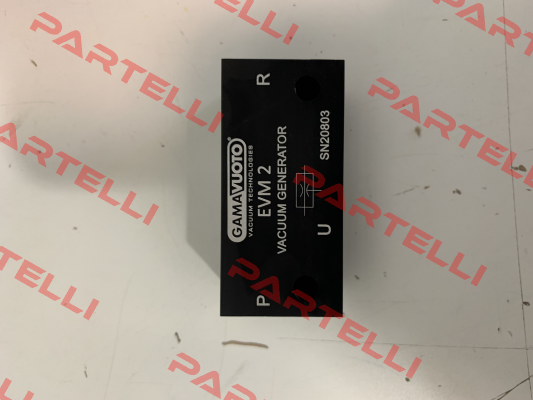 GAMAVUOTO®
VACUUM TECHNOLOGIES
EVM 2
VACUUM GENERATOR
P
R
U
SN20803
PARTELLI
PARTELLI
PARTELLI
PARTELLI
PARTELLI
PARTELLI
PARTELLI